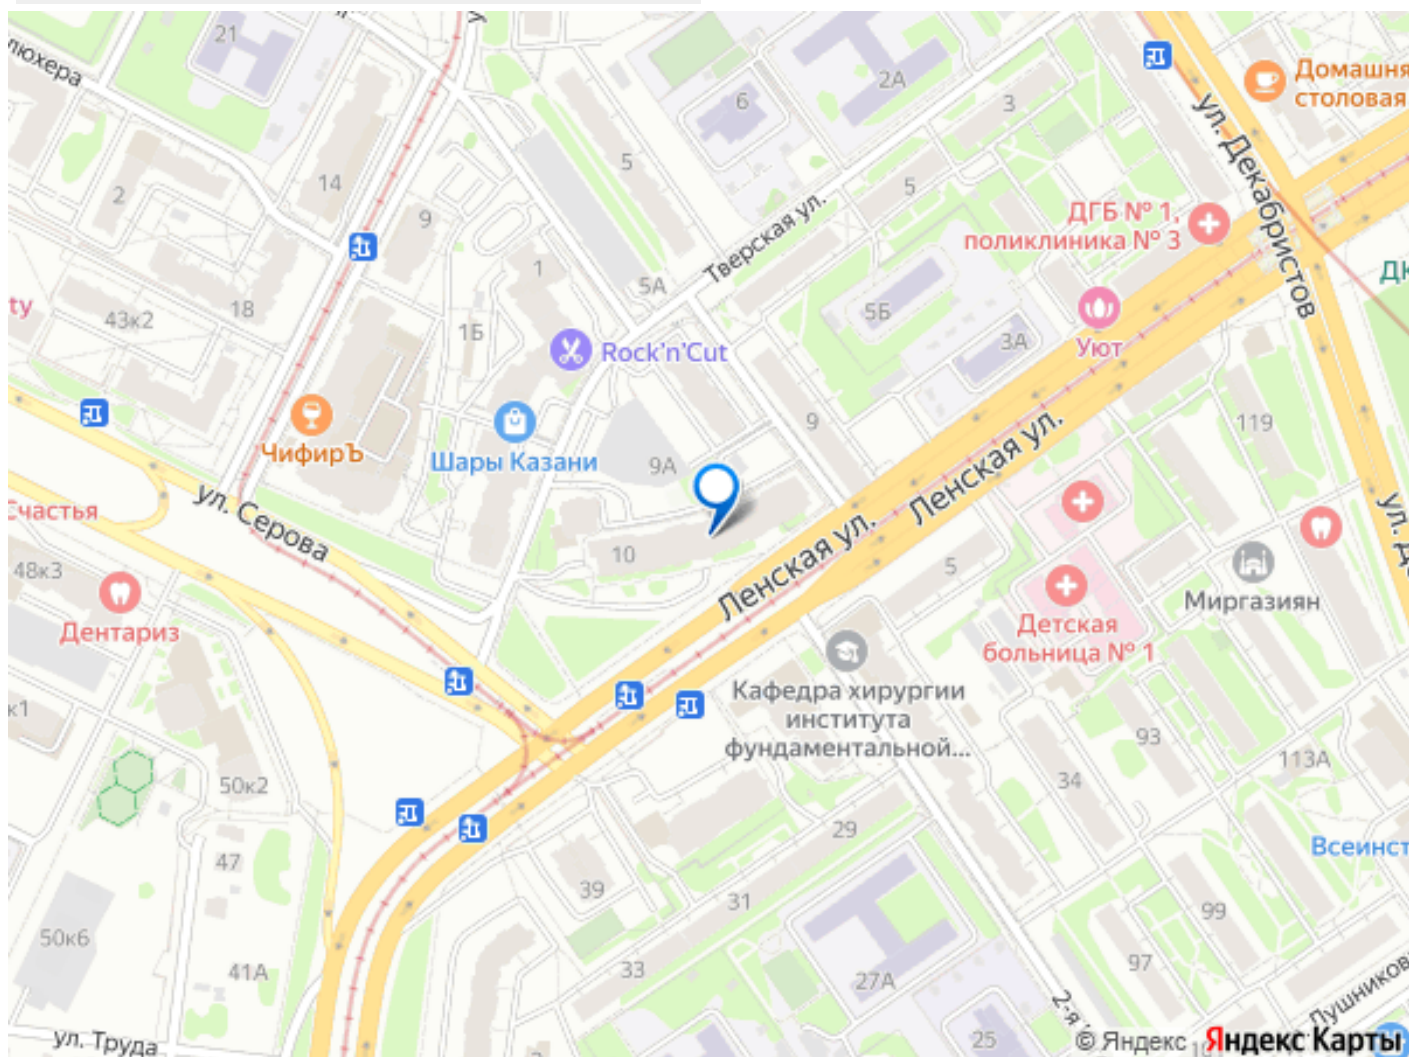 люхера
21
2А
Домашня
столовая
6
3
ул. Декабристов
5
14
2
9
5
Тверская ул.
ДГБ № 1,
поликлиника № 3
1
5А
ДК
ty
18
43к2
1Б
5Б
Rock'n'Cut
3А
Уют
ЧифирЪ
Шары Казани
9А
9
119
Ленская ул.
Счастья
ул. Серова
10
Ленская ул.
48к3
5
Дентариз
Детская
больница № 1
Миргазиян
Кафедра хирургии
института
фундаментальной...
к1
50к2
93
113А
34
47
29
Всеинст
39
31
99
50к6
41А
33
27А
97
2-я
Лушников
ул. Труда
25
© Яндекс Яндекс Карты